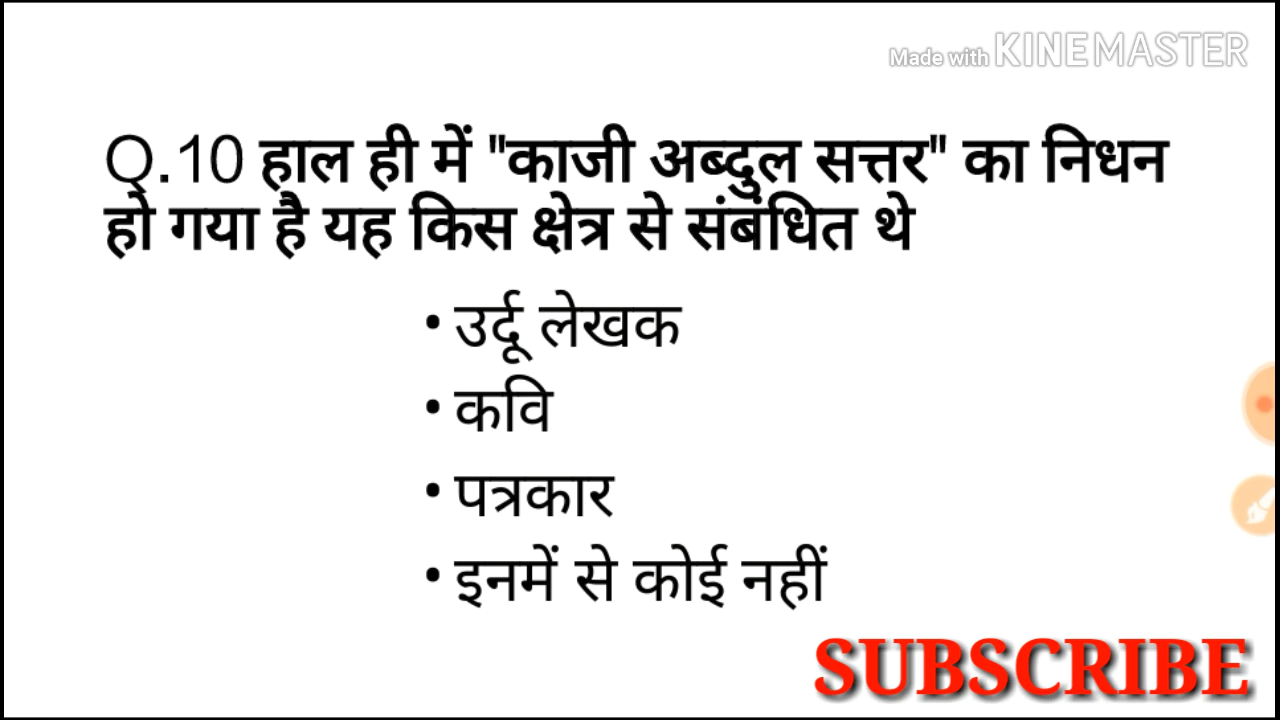 Made with KINEMASTER
Q.10 हाल ही में "काजी अब्दुल सत्तर" का निधन
हो गया है यह किस क्षेत्र से संबंधित थे
• उर्दू लेखक
• कवि
• पत्रकार
• इनमें से कोई नहीं
SUBSCRIBE